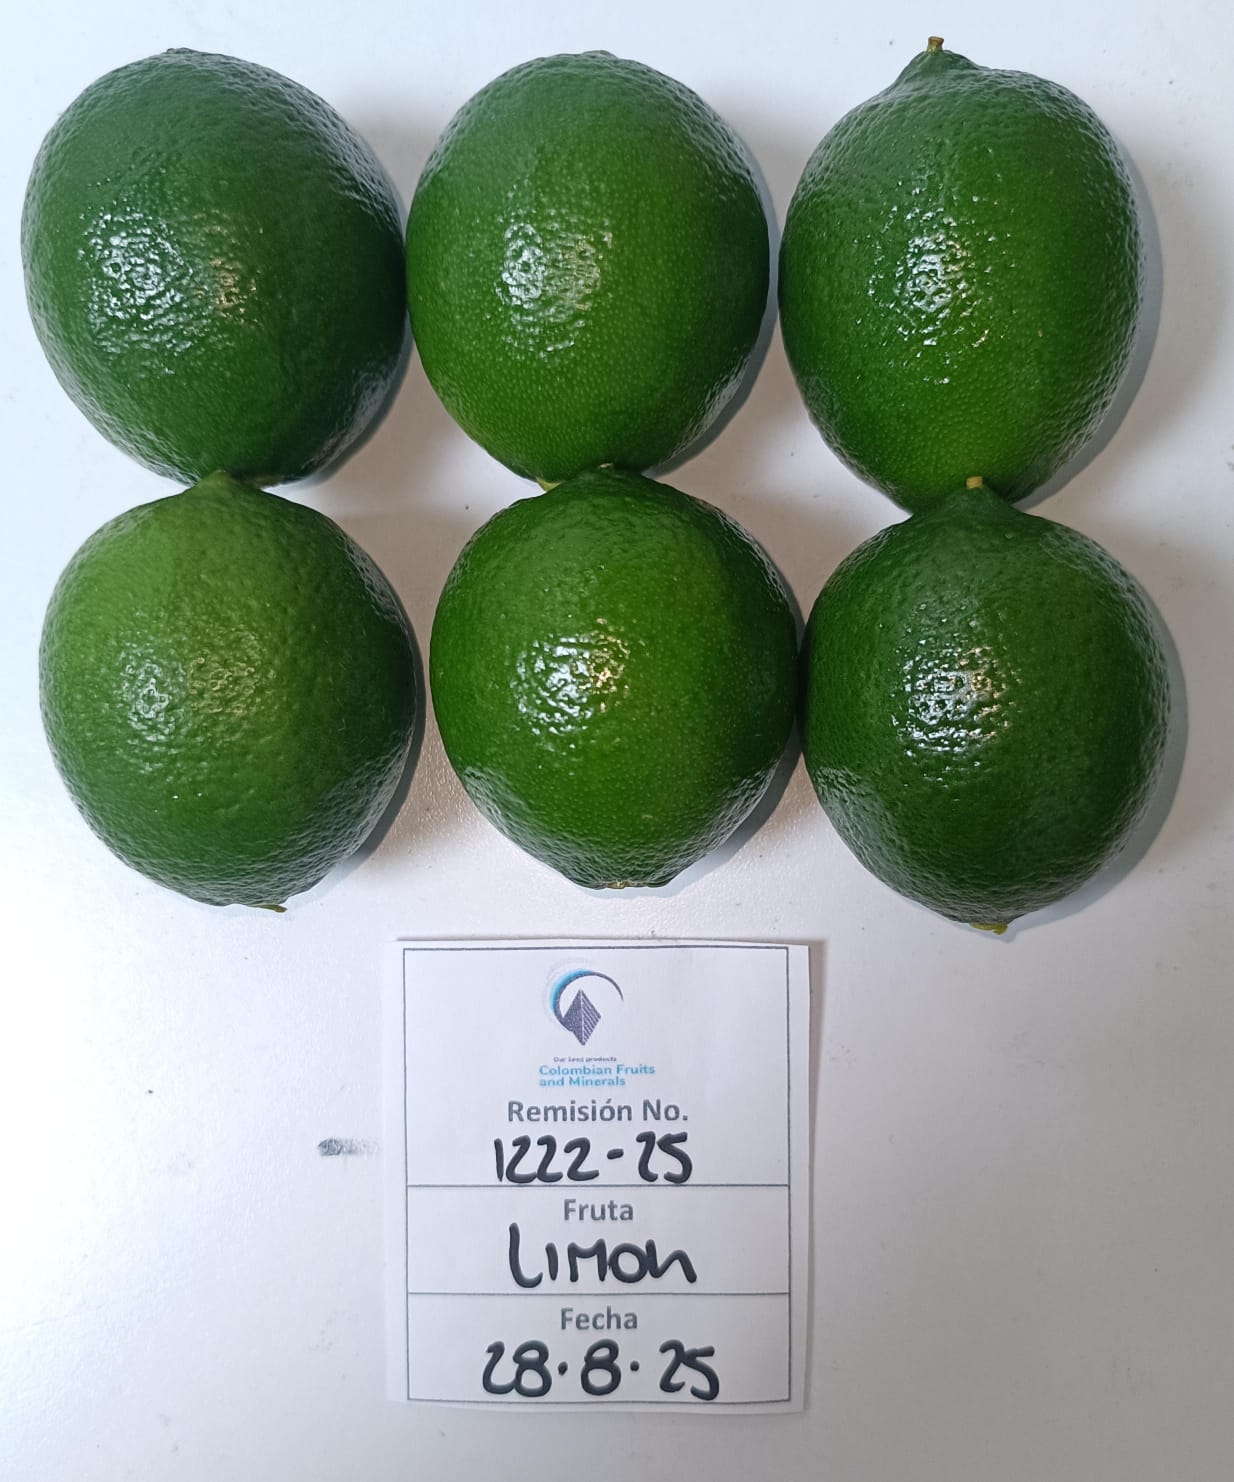 Our best products
Colombian Fruits
and Minerals
Remisión No.
1222-25
Fruta
LIMON
Fecha
28.8.25